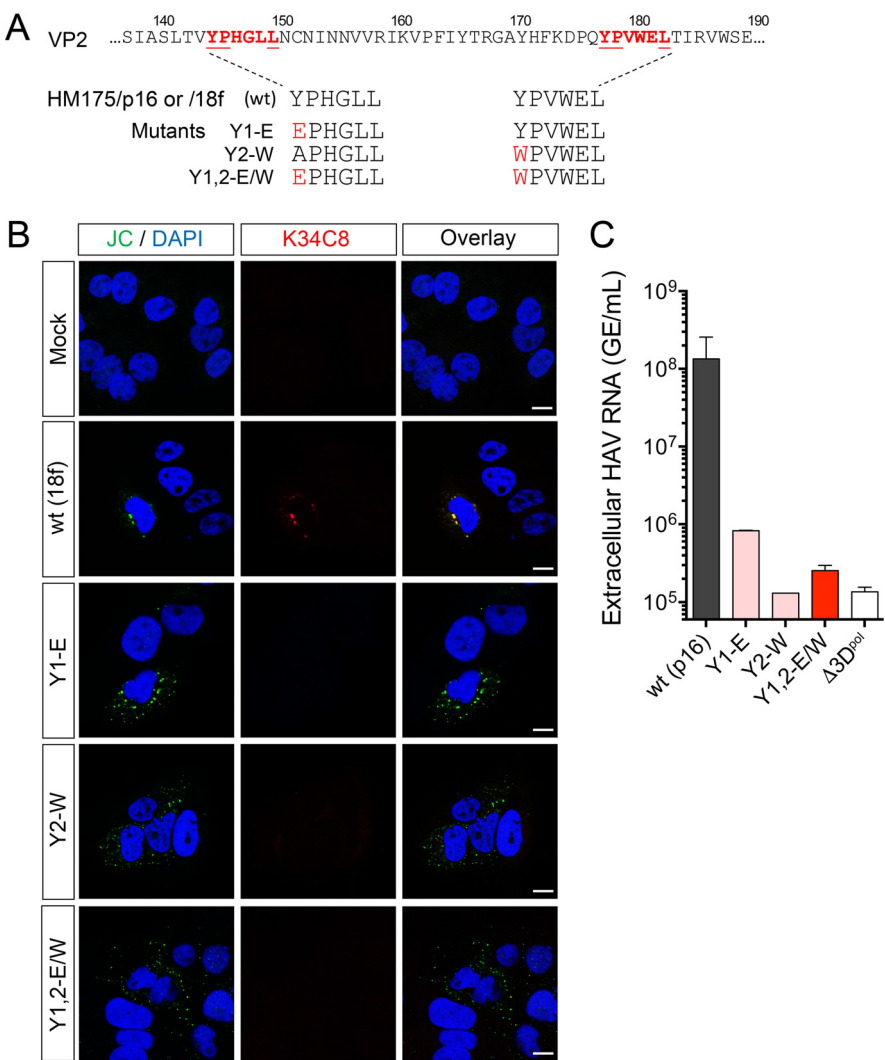 A
140 150 160 170 180 190
VP2 ...SIASLTVYPHGLLNCNINNVVRIKVPFIYTRGAYHFKDPQYPVWELTIRVWSE...
HM175/p16 or /18f (wt) YPHGLL YPVWEL
Mutants Y1-E EPHGLL YPVWEL
Y2-W APHGLL WPVWEL
Y1,2-E/W EPHGLL WPVWEL
B
JC / DAPI K34C8 Overlay
Mock
wt (18f)
Y1-E
Y2-W
Y1,2-E/W
C
Extracellular HAV RNA (GE/mL)
10⁹
10⁸
10⁷
10⁶
10⁵
wt (p16) Y1-E Y2-W Y1,2-E/W Δ3Dᵖᵒˡ